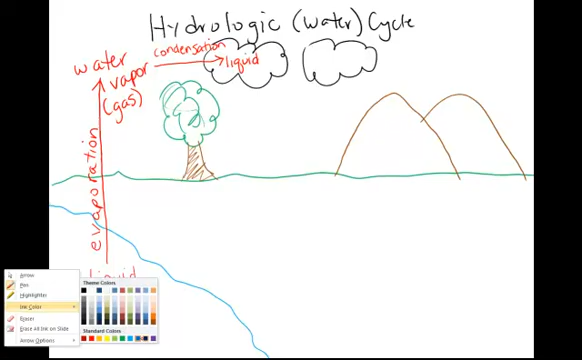 Hydrologic (water) Cycle
condensation
water
vapor
(gas)
liquid
evaporation
liquid
Arrow
Pen
Highlighter
Ink Color
Eraser
Erase All Ink on Slide
Arrow Options
Theme Colors
Standard Colors